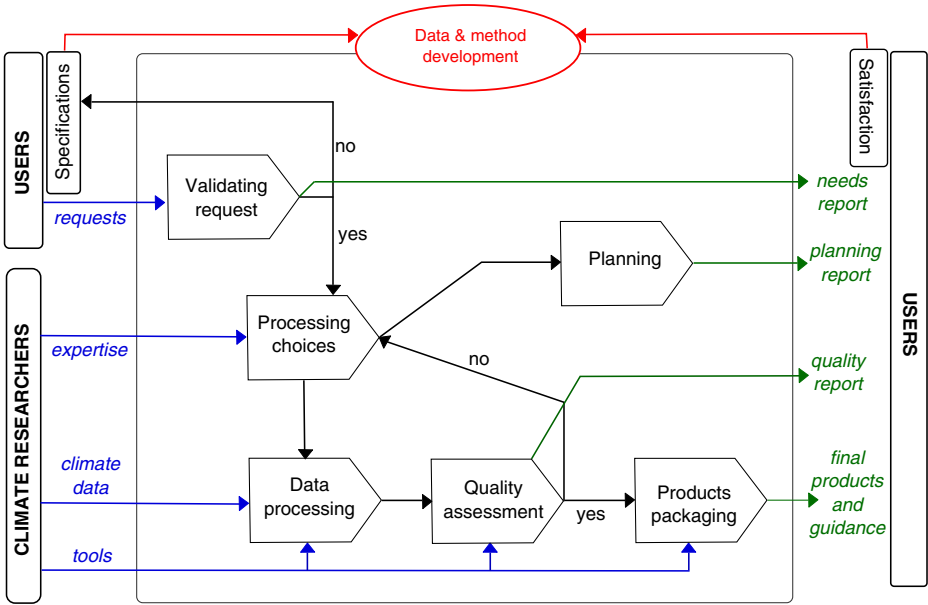 Data & method
development
USERS
Specifications
Satisfaction
no
Validating
request
requests
needs
report
yes
Planning
planning
report
USERS
CLIMATE RESEARCHERS
Processing
choices
expertise
no
quality
report
climate
data
Data
processing
Quality
assessment
yes
Products
packaging
final
products
and
guidance
tools